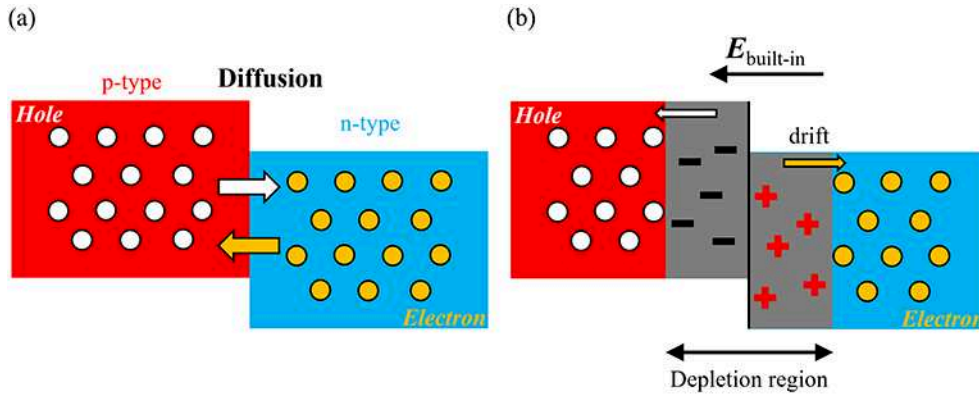 (a)
p-type
Diffusion
Hole
n-type
Electron
(b)
E built-in
Hole
drift
Electron
Depletion region